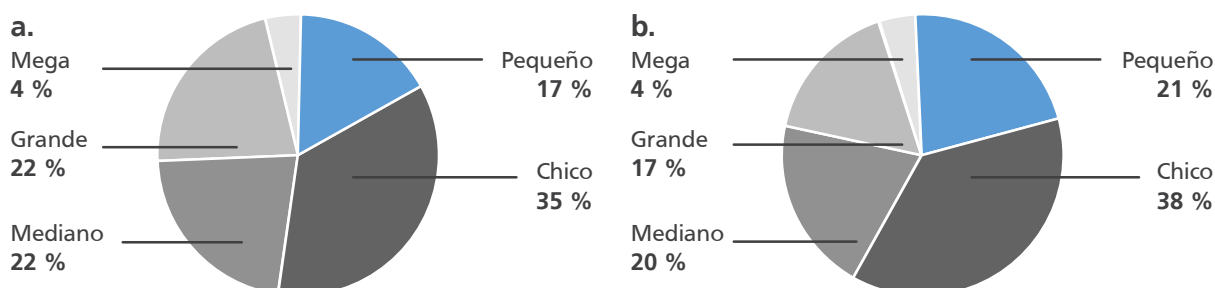 a.
Mega
4 %
Grande
22 %
Mediano
22 %
Pequeño
17 %
Chico
35 %
b.
Mega
4 %
Grande
17 %
Mediano
20 %
Pequeño
21 %
Chico
38 %